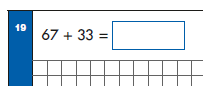 19
67 + 33 =